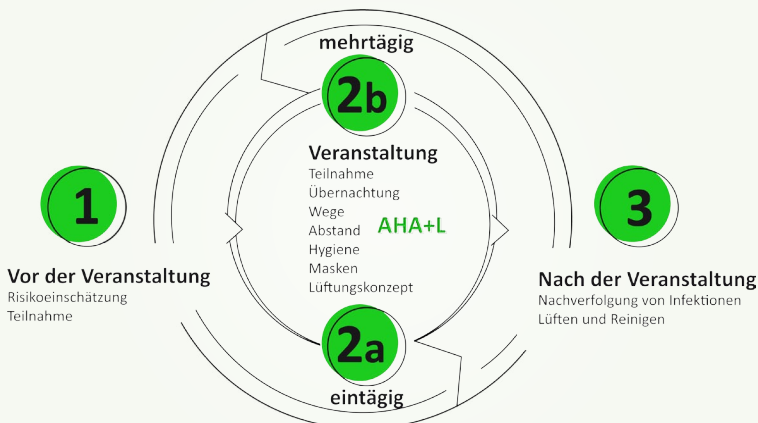 1
Vor der Veranstaltung
Risikoeinschätzung
Teilnahme
mehrtägig
2b
Veranstaltung
Teilnahme
Übernachtung
Wege
Abstand
AHA+L
Hygiene
Masken
Lüftungskonzept
2a
eintägig
3
Nach der Veranstaltung
Nachverfolgung von Infektionen
Lüften und Reinigen